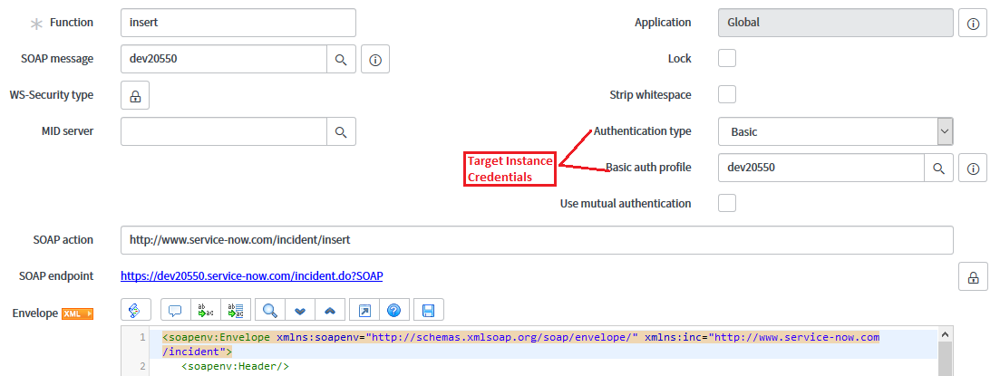 Function insert Application Global
SOAP message dev20550 Lock
WS-Security type Strip whitespace
MID server Authentication type Basic
Target Instance
Credentials
Basic auth profile dev20550
Use mutual authentication
SOAP action http://www.service-now.com/incident/insert
SOAP endpoint https://dev20550.service-now.com/incident.do?SOAP
Envelope XML
1 <soapenv:Envelope xmlns:soapenv="http://schemas.xmlsoap.org/soap/envelope/" xmlns:inc="http://www.service-now.com
/incident">
2 <soapenv:Header/>